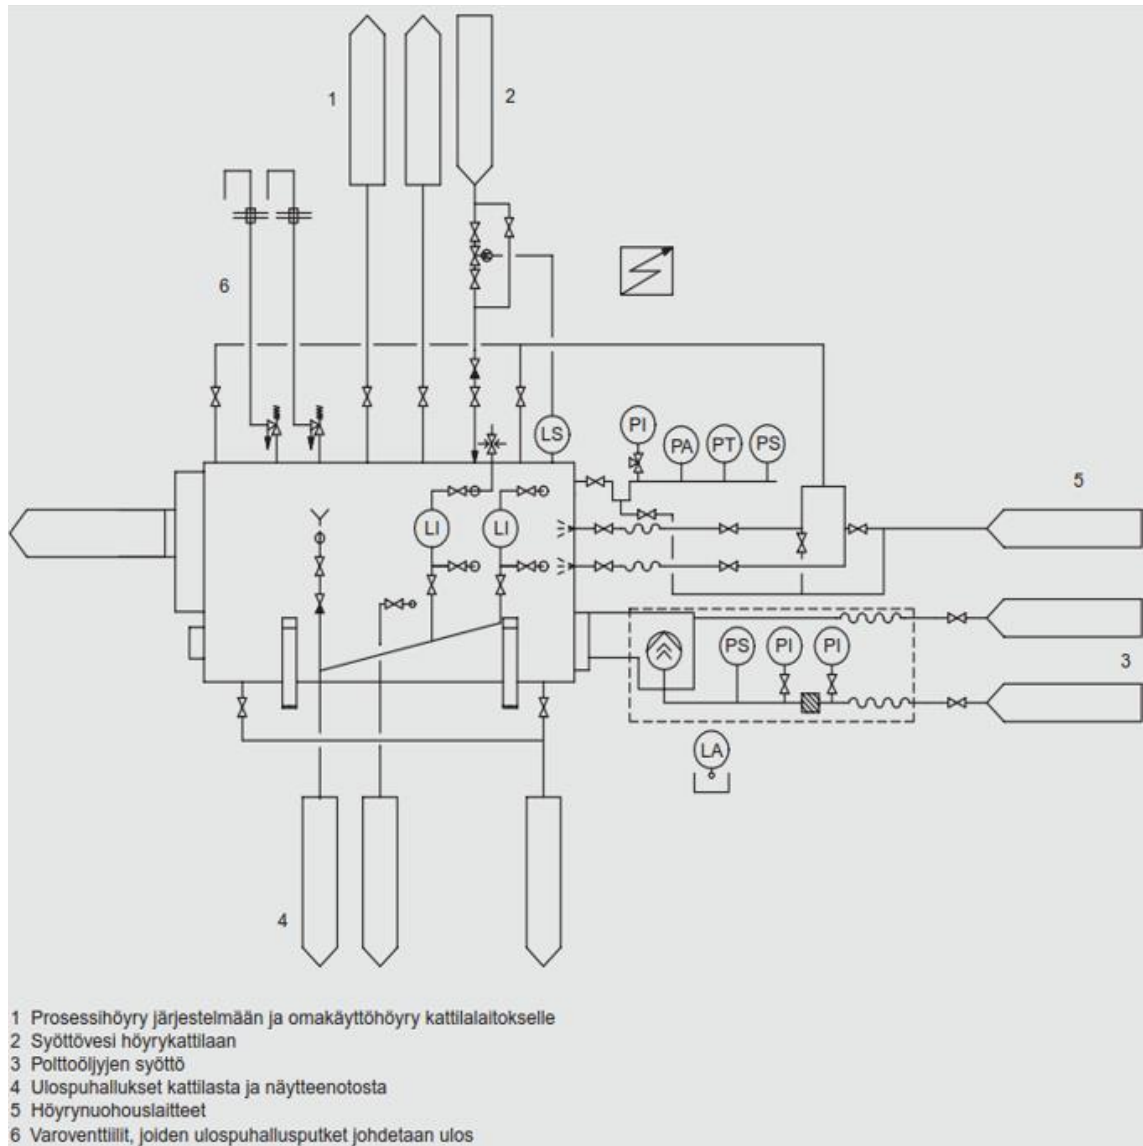 1
2
6
LS
PI
PA
PT
PS
5
LI
LI
PS
PI
PI
3
LA
4
1 Prosessihöyry järjestelmään ja omakäyttöhöyry kattilalaitokselle
2 Syöttövesi höyrykattilaan
3 Polttoöljyjen syöttö
4 Ulospuhallukset kattilasta ja näytteenotosta
5 Höyrynuohouslaitteet
6 Varoventtiilit, joiden ulospuhallusputket johdetaan ulos